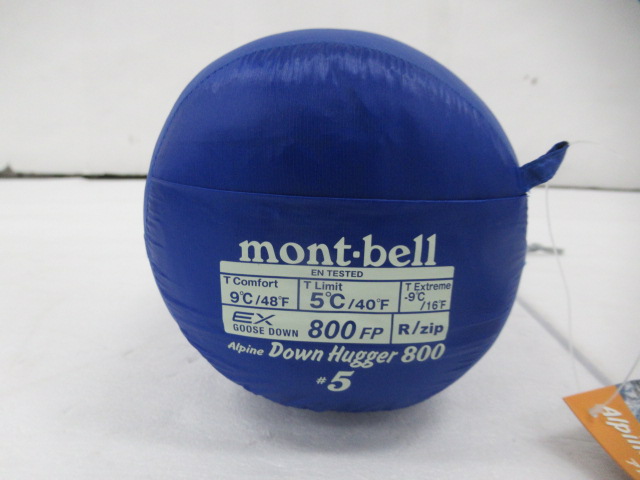 mont-bell
EN TESTED
T Comfort
9℃/48℉
T Limit
5℃/40℉
T Extreme
-9℃
/16℉
EX
GOOSE DOWN
800 FP
R/zip
Alpine Down Hugger 800
#5